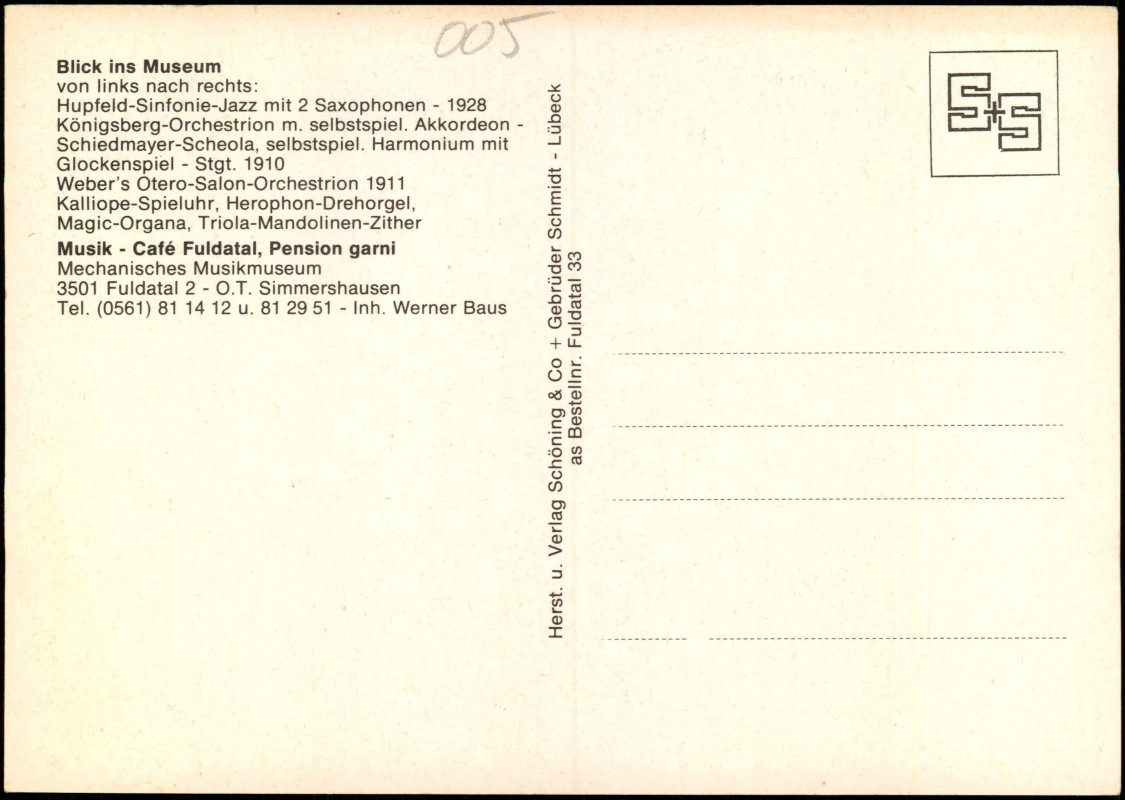 005
Blick ins Museum
von links nach rechts:
Hupfeld-Sinfonie-Jazz mit 2 Saxophonen - 1928
Königsberg-Orchestrion m. selbstspiel. Akkordeon -
Schiedmayer-Scheola, selbstspiel. Harmonium mit
Glockenspiel - Stgt. 1910
Weber's Otero-Salon-Orchestrion 1911
Kalliope-Spieluhr, Herophon-Drehorgel,
Magic-Organa, Triola-Mandolinen-Zither
Musik - Café Fuldatal, Pension garni
Mechanisches Musikmuseum
3501 Fuldatal 2 - O.T. Simmershausen
Tel. (0561) 81 14 12 u. 81 29 51 - Inh. Werner Baus
Herst. u. Verlag Schöning & Co + Gebrüder Schmidt - Lübeck
as Bestellnr. Fuldatal 33
S+S